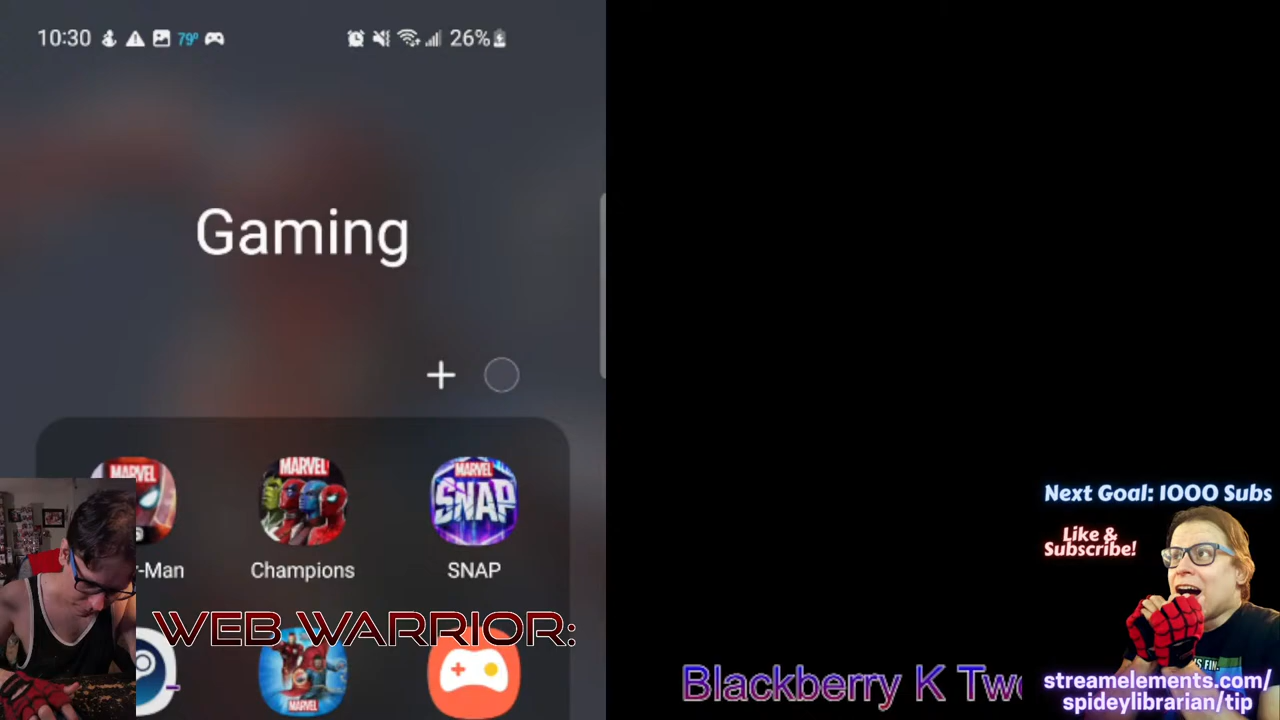 10:30 79° 26%
Gaming
MARVEL MARVEL MARVEL
SNAP
-Man Champions SNAP
WEB WARRIOR:
MARVEL
Blackberry K
Next Goal: 1000 Subs
Like &
Subscribe!
streamelements.com/
spideylibrarian/tip